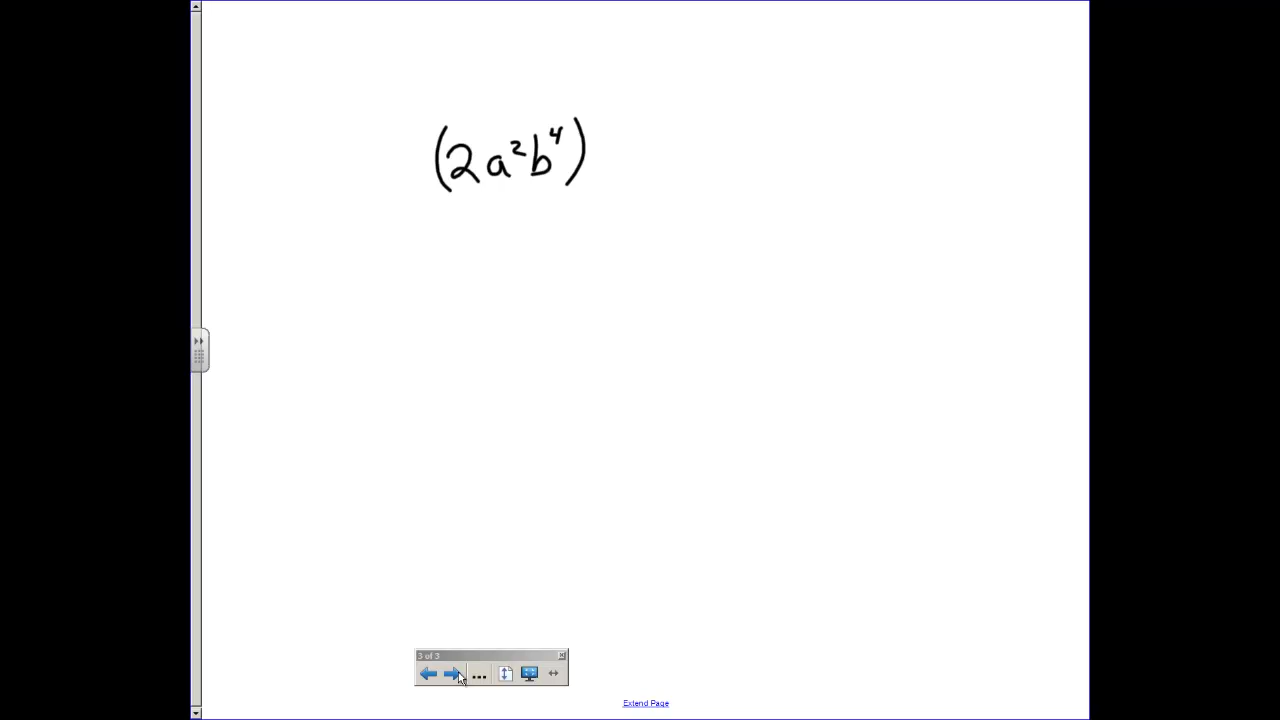 (2a²b⁴)
3 of 3
Extend Page